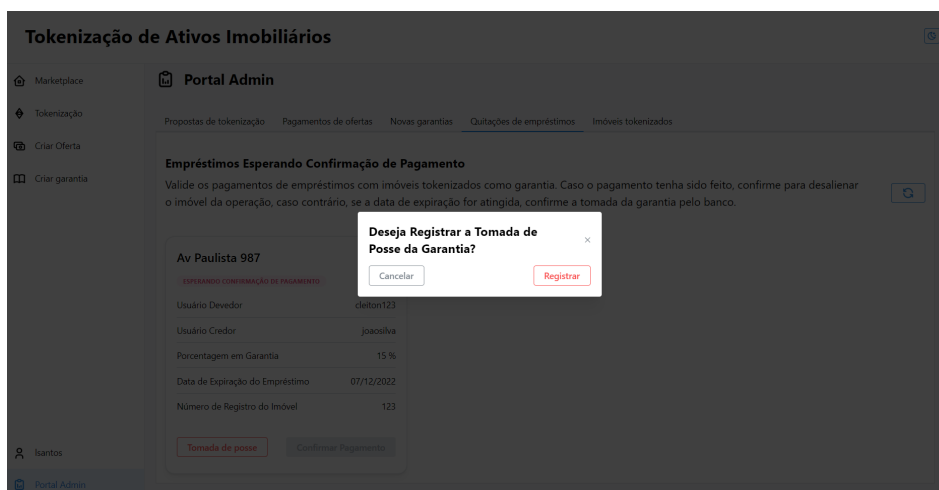 Tokenização de Ativos Imobiliários
Marketplace
Tokenização
Criar Oferta
Criar garantia
lsantos
Portal Admin
Portal Admin
Propostas de tokenização Pagamentos de ofertas Novas garantias Quitações de empréstimos Imóveis tokenizados
Empréstimos Esperando Confirmação de Pagamento
Valide os pagamentos de empréstimos com imóveis tokenizados como garantia. Caso o pagamento tenha sido feito, confirme para desalienar
o imóvel da operação, caso contrário, se a data de expiração for atingida, confirme a tomada da garantia pelo banco.
Deseja Registrar a Tomada de
Posse da Garantia?
×
Cancelar Registrar
Av Paulista 987
ESPERANDO CONFIRMAÇÃO DE PAGAMENTO
Usuário Devedor cleiton123
Usuário Credor joaosilva
Porcentagem em Garantia 15 %
Data de Expiração do Empréstimo 07/12/2022
Número de Registro do Imóvel 123
Tomada de posse Confirmar Pagamento